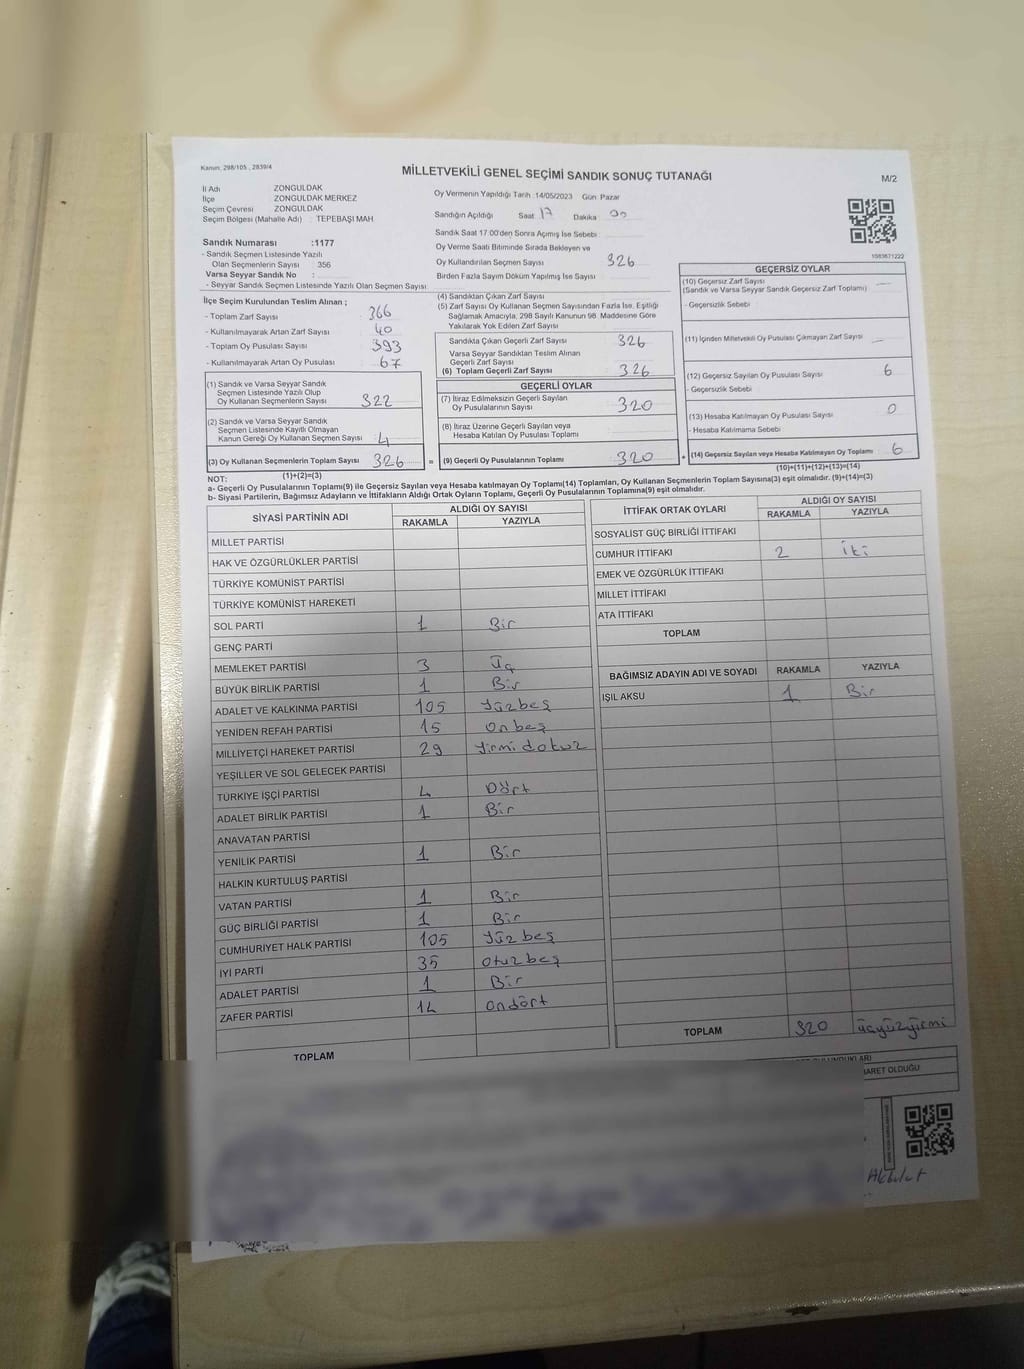 Kanun: 298/105 , 2839/4
MİLLETVEKİLİ GENEL SEÇİMİ SANDIK SONUÇ TUTANAĞI
M/2
İl Adı ZONGULDAK
İlçe ZONGULDAK MERKEZ
Seçim Çevresi ZONGULDAK
Seçim Bölgesi (Mahalle Adı) : TEPEBAŞI MAH.
Sandık Numarası :1177
- Sandık Seçmen Listesinde Yazılı
Olan Seçmenlerin Sayısı : 356
Varsa Seyyar Sandık No :
- Seyyar Sandık Seçmen Listesinde Yazılı Olan Seçmen Sayısı
Oy Vermenin Yapıldığı Tarih :14/05/2023 Gün: Pazar
Sandığın Açıldığı Saat 17 Dakika 00
Sandık Saat 17:00'den Sonra Açmış İse Sebebi :
Oy Verme Saati Bitiminde Sırada Bekleyen ve
Oy Kullandırılan Seçmen Sayısı 326
Birden Fazla Sayım Döküm Yapılmış İse Sayısı
1083671222
İlçe Seçim Kurulundan Teslim Alınan ;
- Toplam Zarf Sayısı 366
- Kullanılmayarak Artan Zarf Sayısı 40
- Toplam Oy Pusulası Sayısı 393
- Kullanılmayarak Artan Oy Pusulası 67
(4) Sandıktan Çıkan Zarf Sayısı
(5) Zarf Sayısı Oy Kullanan Seçmen Sayısından Fazla İse, Eşitliği
Sağlamak Amacıyla, 298 Sayılı Kanunun 98. Maddesine Göre
Yakılarak Yok Edilen Zarf Sayısı
Sandıkta Çıkan Geçerli Zarf Sayısı 326
Varsa Seyyar Sandıktan Teslim Alınan
Geçerli Zarf Sayısı
(6) Toplam Geçerli Zarf Sayısı 326
GEÇERSİZ OYLAR
(10) Geçersiz Zarf Sayısı —
(Sandık ve Varsa Seyyar Sandık Geçersiz Zarf Toplamı)
- Geçersizlik Sebebi
(11) İçinden Milletvekili Oy Pusulası Çıkmayan Zarf Sayısı —
(12) Geçersiz Sayılan Oy Pusulası Sayısı 6
- Geçersizlik Sebebi
(13) Hesaba Katılmayan Oy Pusulası Sayısı 0
- Hesaba Katılmama Sebebi
(14) Geçersiz Sayılan veya Hesaba Katılmayan Oy Toplamı 6
(10)+(11)+(12)+(13)=(14)
(1) Sandık ve Varsa Seyyar Sandık
Seçmen Listesinde Yazılı Olup
Oy Kullanan Seçmenlerin Sayısı 322
(2) Sandık ve Varsa Seyyar Sandık
Seçmen Listesinde Kayıtlı Olmayan
Kanun Gereği Oy Kullanan Seçmen Sayısı 4
(3) Oy Kullanan Seçmenlerin Toplam Sayısı 326 =
(1)+(2)=(3)
GEÇERLİ OYLAR
(7) İtiraz Edilmeksizin Geçerli Sayılan
Oy Pusulalarının Sayısı 320
(8) İtiraz Üzerine Geçerli Sayılan veya
Hesaba Katılan Oy Pusulası Toplamı
(9) Geçerli Oy Pusulalarının Toplamı 320 +
NOT:
a- Geçerli Oy Pusulalarının Toplamı(9) ile Geçersiz Sayılan veya Hesaba katılmayan Oy Toplamı(14) Toplamları, Oy Kullanan Seçmenlerin Toplam Sayısına(3) eşit olmalıdır. (9)+(14)=(3)
b- Siyasi Partilerin, Bağımsız Adayların ve İttifakların Aldığı Ortak Oyların Toplamı, Geçerli Oy Pusulalarının Toplamına(9) eşit olmalıdır.
SİYASİ PARTİNİN ADI ALDIĞI OY SAYISI
RAKAMLA YAZIYLA
MİLLET PARTİSİ
HAK VE ÖZGÜRLÜKLER PARTİSİ
TÜRKİYE KOMÜNİST PARTİSİ
TÜRKİYE KOMÜNİST HAREKETİ
SOL PARTİ 1 Bir
GENÇ PARTİ
MEMLEKET PARTİSİ 3 Üç
BÜYÜK BİRLİK PARTİSİ 1 Bir
ADALET VE KALKINMA PARTİSİ 105 Yüzbeş
YENİDEN REFAH PARTİSİ 15 Onbeş
MİLLİYETÇİ HAREKET PARTİSİ 29 Yirmidokuz
YEŞİLLER VE SOL GELECEK PARTİSİ
TÜRKİYE İŞÇİ PARTİSİ 4 Dört
ADALET BİRLİK PARTİSİ 1 Bir
ANAVATAN PARTİSİ
YENİLİK PARTİSİ 1 Bir
HALKIN KURTULUŞ PARTİSİ
VATAN PARTİSİ 1 Bir
GÜÇ BİRLİĞİ PARTİSİ 1 Bir
CUMHURİYET HALK PARTİSİ 105 Yüz beş
İYİ PARTİ 35 otuzbeş
ADALET PARTİSİ 1 Bir
ZAFER PARTİSİ 14 ondört
TOPLAM
İTTİFAK ORTAK OYLARI ALDIĞI OY SAYISI
RAKAMLA YAZIYLA
SOSYALİST GÜÇ BİRLİĞİ İTTİFAKI
CUMHUR İTTİFAKI 2 İki
EMEK VE ÖZGÜRLÜK İTTİFAKI
MİLLET İTTİFAKI
ATA İTTİFAKI
TOPLAM
BAĞIMSIZ ADAYIN ADI VE SOYADI RAKAMLA YAZIYLA
IŞIL AKSU 1 Bir
TOPLAM 320 üçyüzyirmi
İBARET OLDUĞU
Akbulut